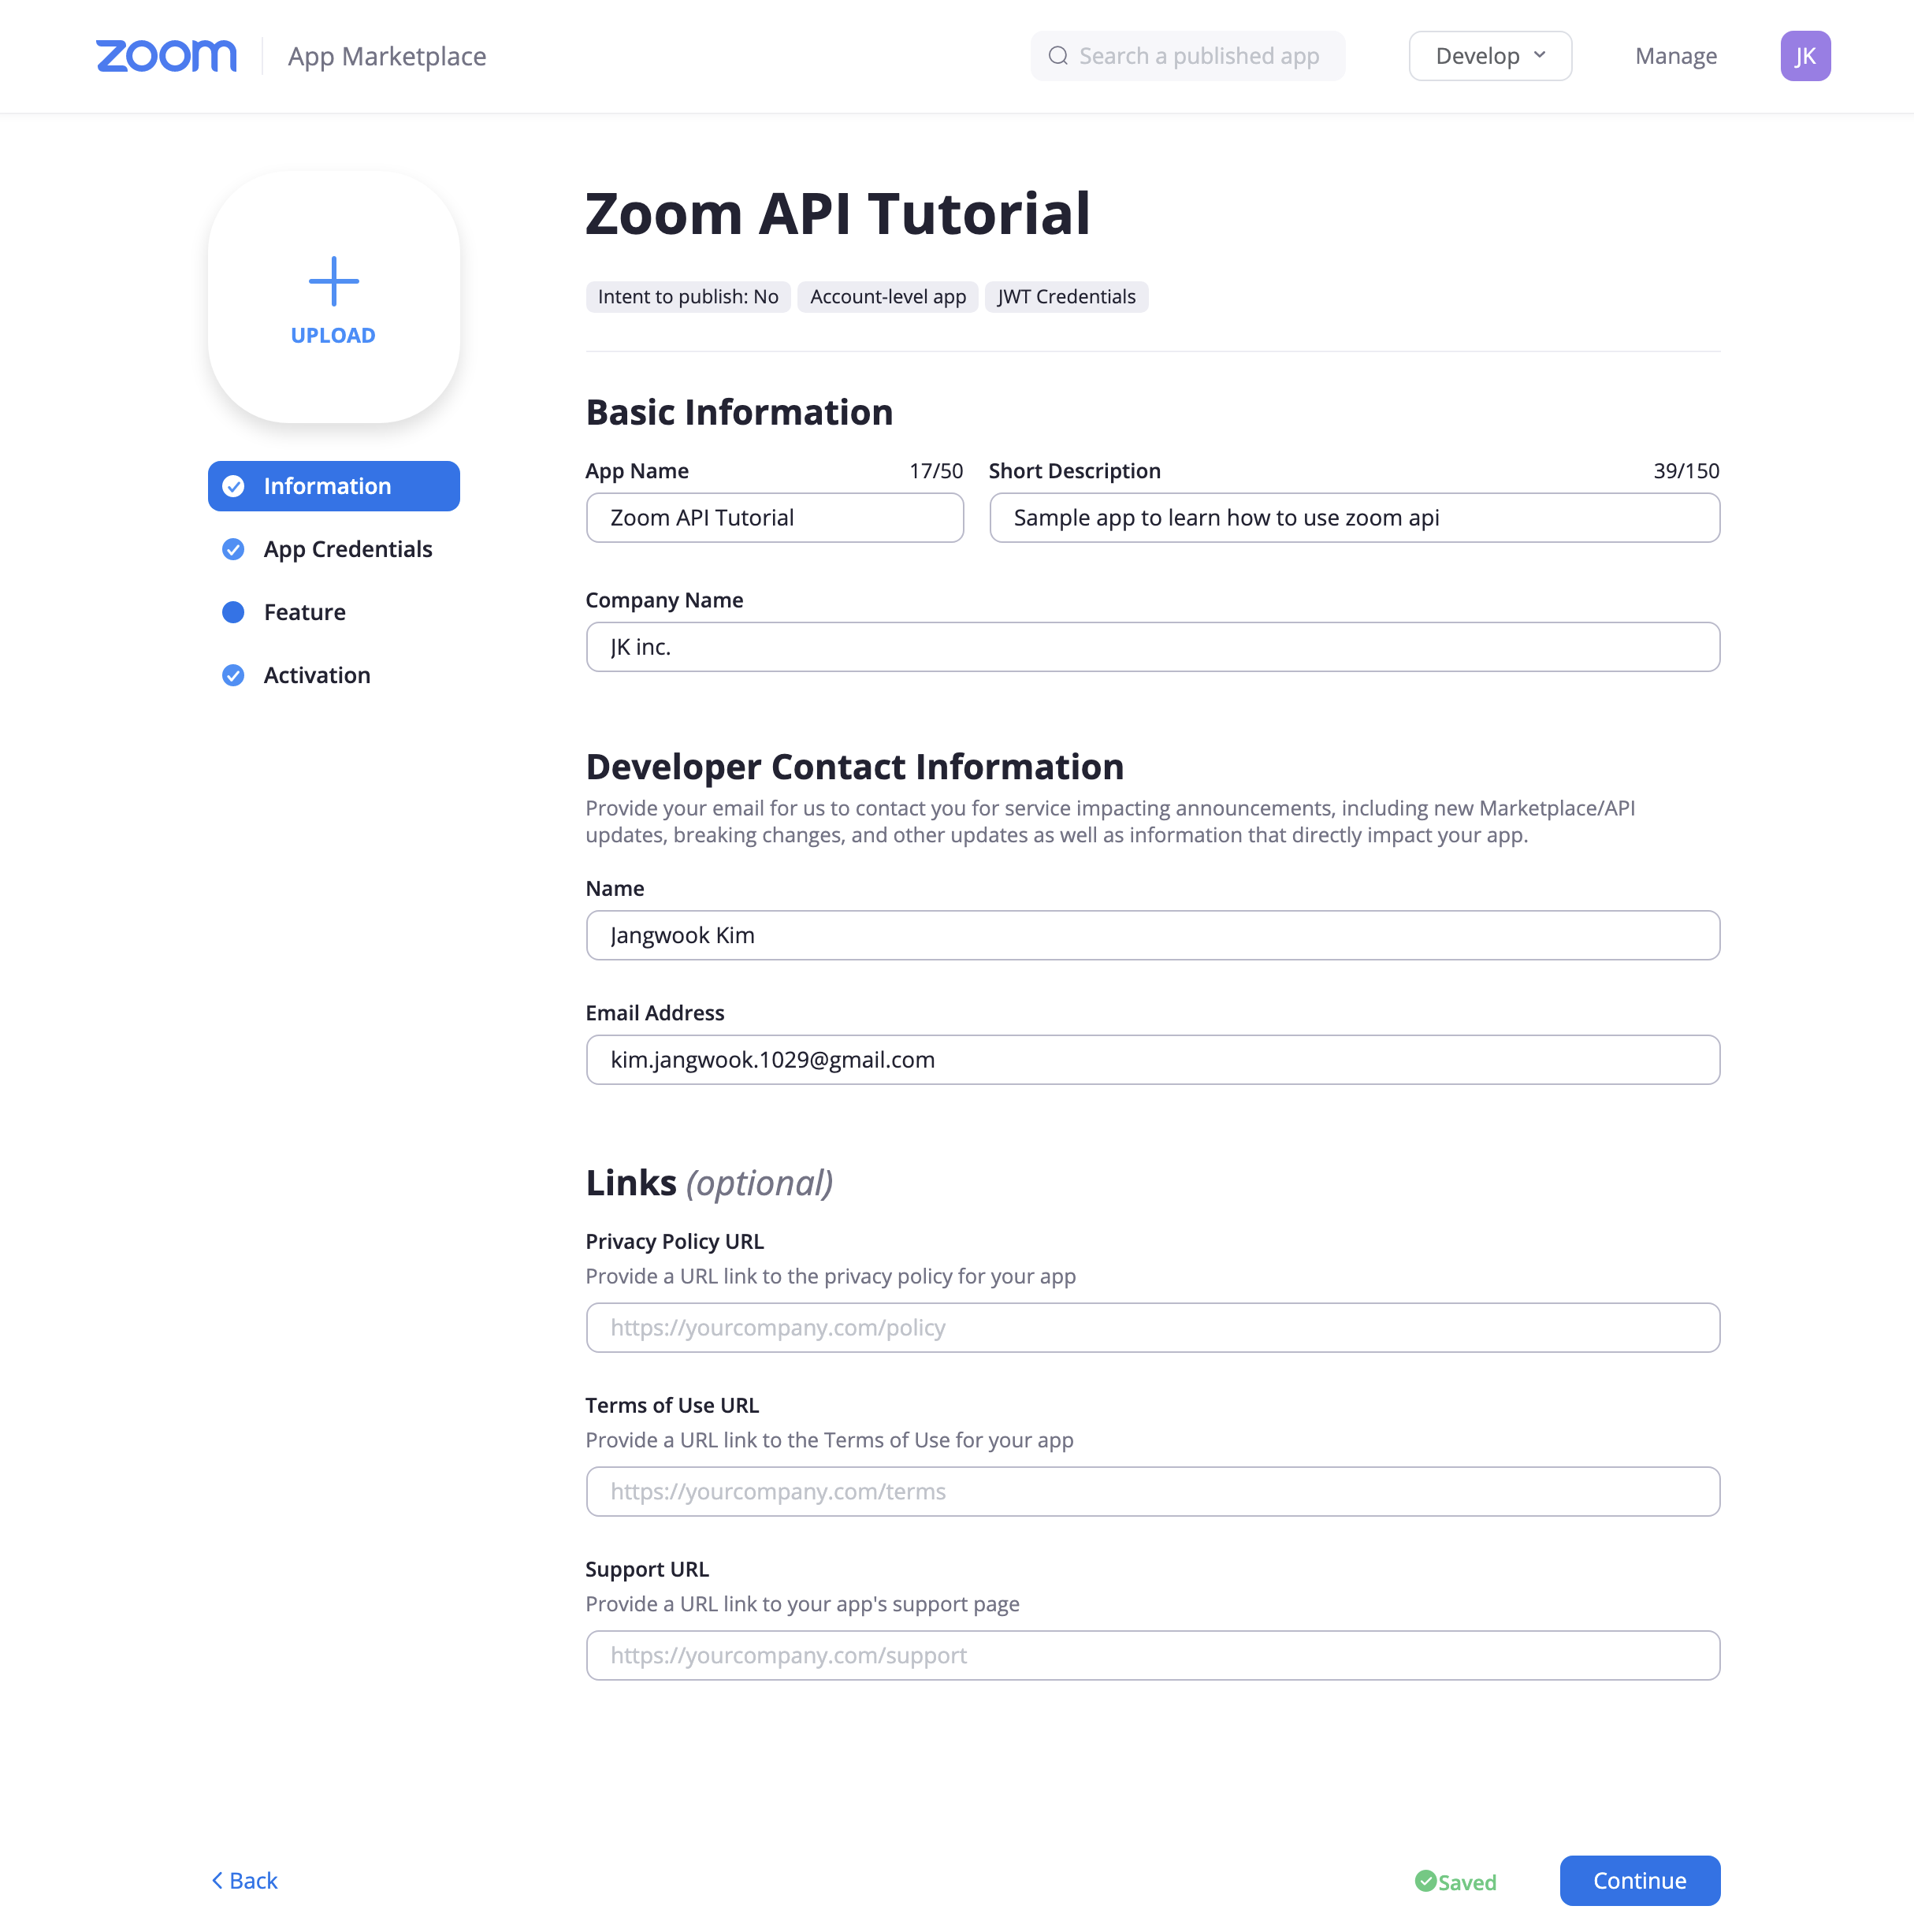 zoom App Marketplace Search a published app Develop Manage JK
UPLOAD
Information
App Credentials
Feature
Activation
Zoom API Tutorial
Intent to publish: No Account-level app JWT Credentials
Basic Information
App Name 17/50 Short Description 39/150
Zoom API Tutorial Sample app to learn how to use zoom api
Company Name
JK inc.
Developer Contact Information
Provide your email for us to contact you for service impacting announcements, including new Marketplace/API
updates, breaking changes, and other updates as well as information that directly impact your app.
Name
Jangwook Kim
Email Address
kim.jangwook.1029@gmail.com
Links (optional)
Privacy Policy URL
Provide a URL link to the privacy policy for your app
https://yourcompany.com/policy
Terms of Use URL
Provide a URL link to the Terms of Use for your app
https://yourcompany.com/terms
Support URL
Provide a URL link to your app's support page
https://yourcompany.com/support
Back Saved Continue